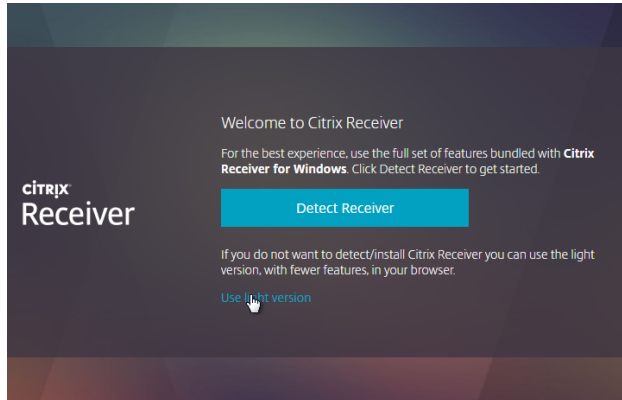 Welcome to Citrix Receiver
For the best experience, use the full set of features bundled with Citrix
Receiver for Windows. Click Detect Receiver to get started.
CİTRIX
Receiver
Detect Receiver
If you do not want to detect/install Citrix Receiver you can use the light
version, with fewer features, in your browser.
Use light version